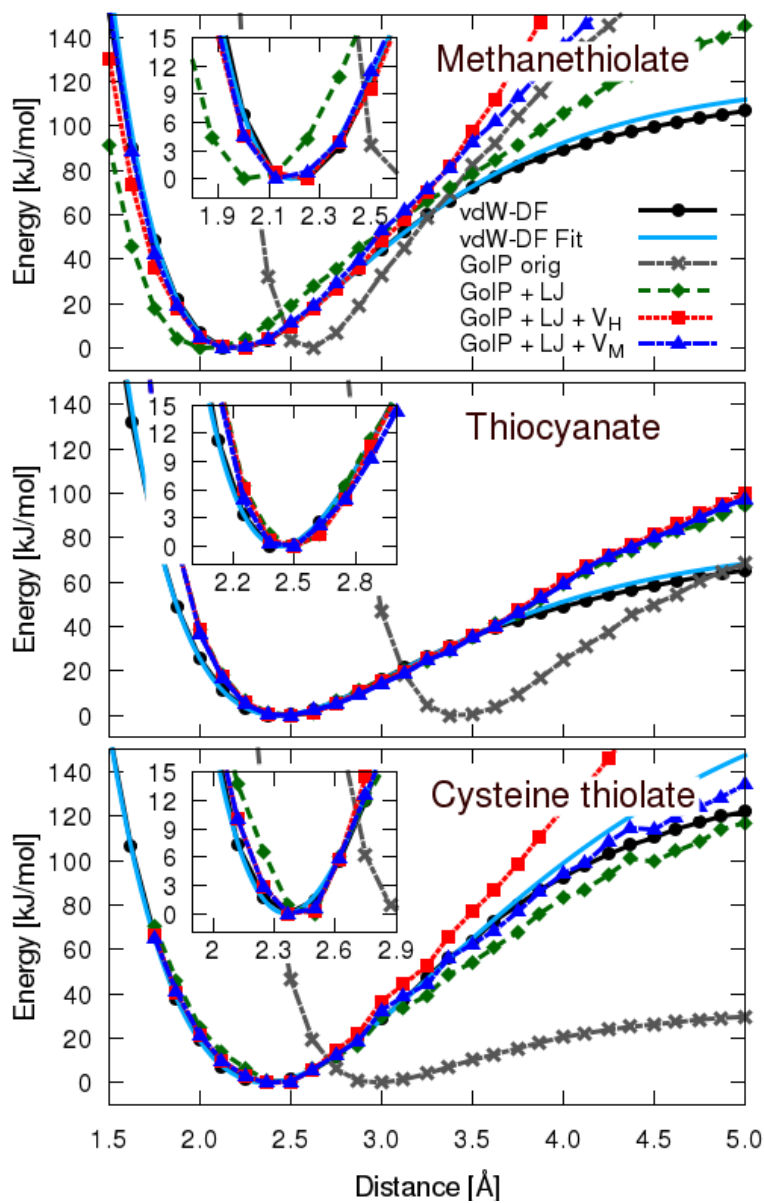 Methanethiolate
Energy [kJ/mol]
140
120
100
80
60
40
20
0
15
12
9
6
3
0
1.9 2.1 2.3 2.5
vdW-DF
vdW-DF Fit
GolP orig
GolP + LJ
GolP + LJ + V_H
GolP + LJ + V_M
Thiocyanate
Energy [kJ/mol]
140
120
100
80
60
40
20
0
15
12
9
6
3
0
2.2 2.5 2.8
Cysteine thiolate
Energy [kJ/mol]
140
120
100
80
60
40
20
0
15
12
9
6
3
0
2 2.3 2.6 2.9
1.5 2.0 2.5 3.0 3.5 4.0 4.5 5.0
Distance [Å]